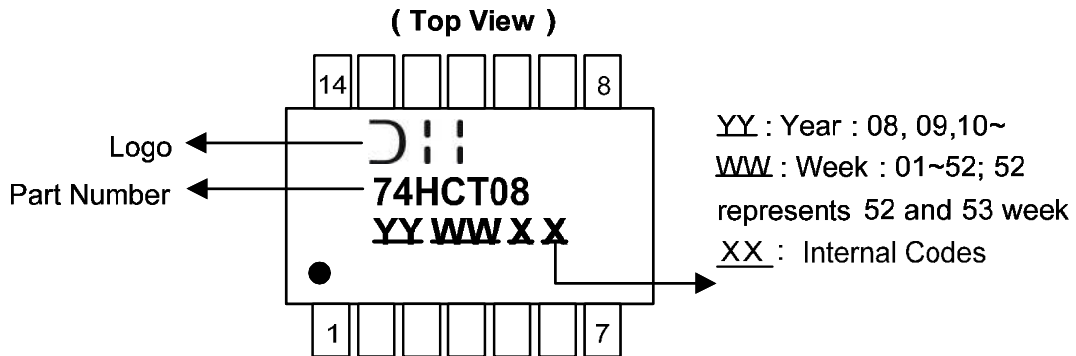 ( Top View )
14
8
Logo
Part Number
74HCT08
YY WW X X
1
7
YY : Year : 08, 09,10~
WW : Week : 01~52; 52
represents 52 and 53 week
XX : Internal Codes